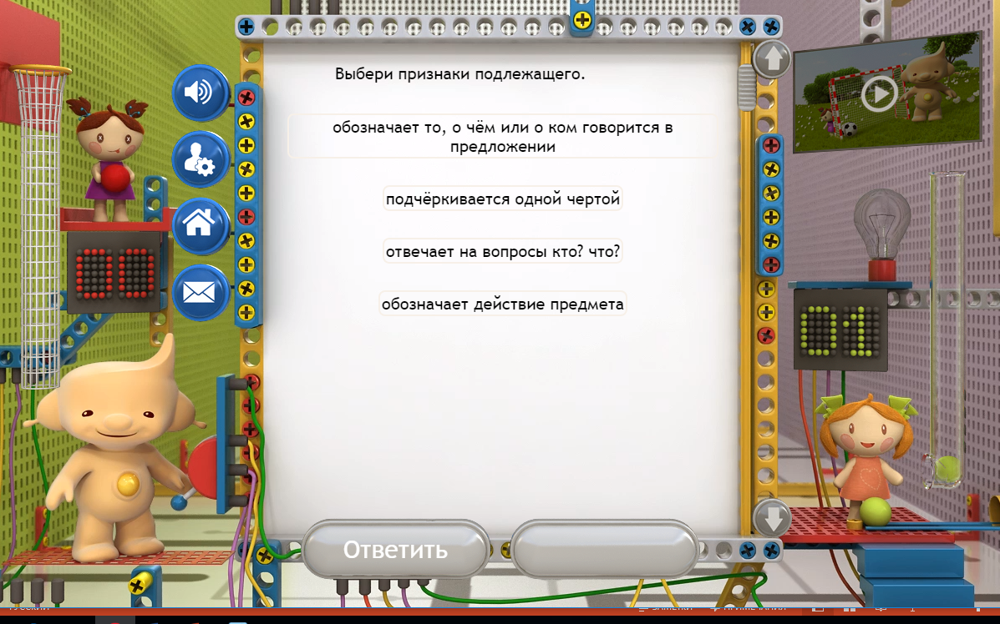 Выбери признаки подлежащего.
обозначает то, о чём или о ком говорится в
предложении
подчёркивается одной чертой
отвечает на вопросы кто? что?
обозначает действие предмета
00
01
Ответить